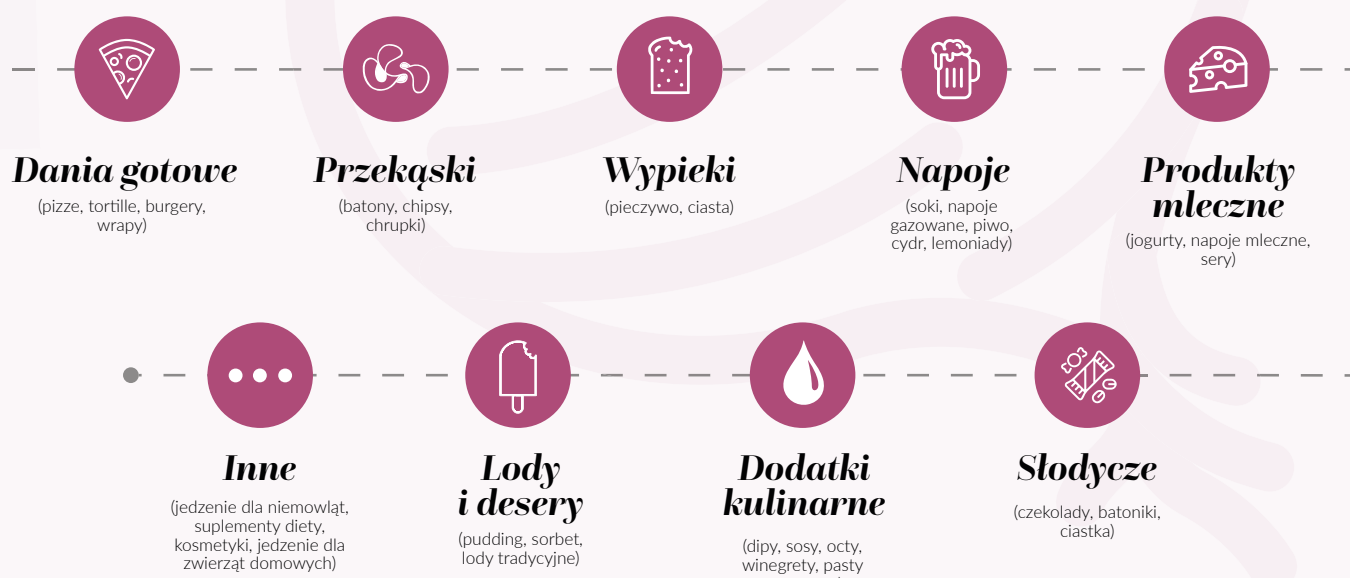 Dania gotowe
(pizze, tortille, burgery,
wrapy)
Przekąski
(batony, chipsy,
chrupki)
Wypieki
(pieczywo, ciasta)
Napoje
(soki, napoje
gazowane, piwo,
cydr, lemoniady)
Produkty
mleczne
(jogurty, napoje mleczne,
sery)
Inne
(jedzenie dla niemowląt,
suplementy diety,
kosmetyki, jedzenie dla
zwierząt domowych)
Lody
i desery
(pudding, sorbet,
lody tradycyjne)
Dodatki
kulinarne
(dipy, sosy, octy,
winegrety, pasty
Słodycze
(czekolady, batoniki,
ciastka)